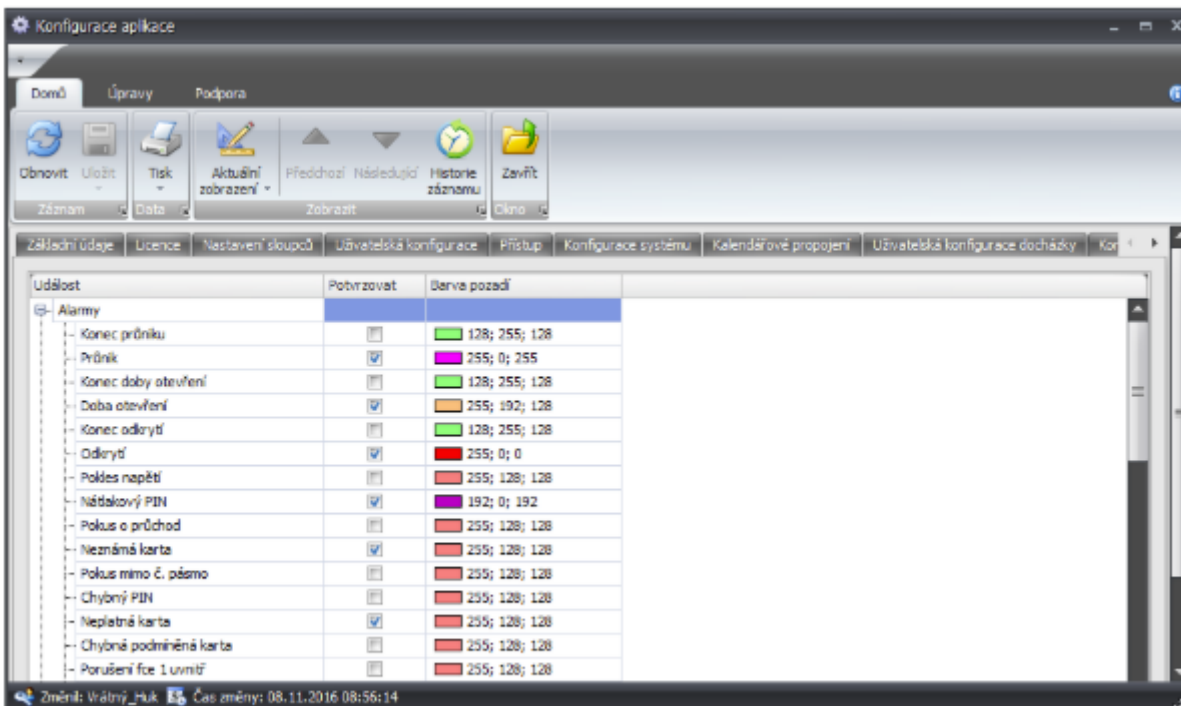 Konfigurace aplikace
Domů Úpravy Podpora
Obnovit Uložit Tisk Aktuální zobrazení Předchozí Následující Historie záznamu Zavřít
Záznam Data Zobrazit Okno
Základní údaje Licence Nastavení sloupců Uživatelská konfigurace Přístup Konfigurace systému Kalendářové propojení Uživatelská konfigurace docházky Kor
Událost Potvrzovat Barva pozadí
Alarmy
Konec průniku 128; 255; 128
Průnik 255; 0; 255
Konec doby otevření 128; 255; 128
Doba otevření 255; 192; 128
Konec odkrytí 128; 255; 128
Odkrytí 255; 0; 0
Pokles napětí 255; 128; 128
Nátlakový PIN 192; 0; 192
Pokus o průchod 255; 128; 128
Neznámá karta 255; 128; 128
Pokus mimo č. pásmo 255; 128; 128
Chybný PIN 255; 128; 128
Neplatná karta 255; 128; 128
Chybná podmíněná karta 255; 128; 128
Porušení fce 1 uvnitř 255; 128; 128
Změnil: Vrátný_Huk Čas změny: 08.11.2016 08:56:14